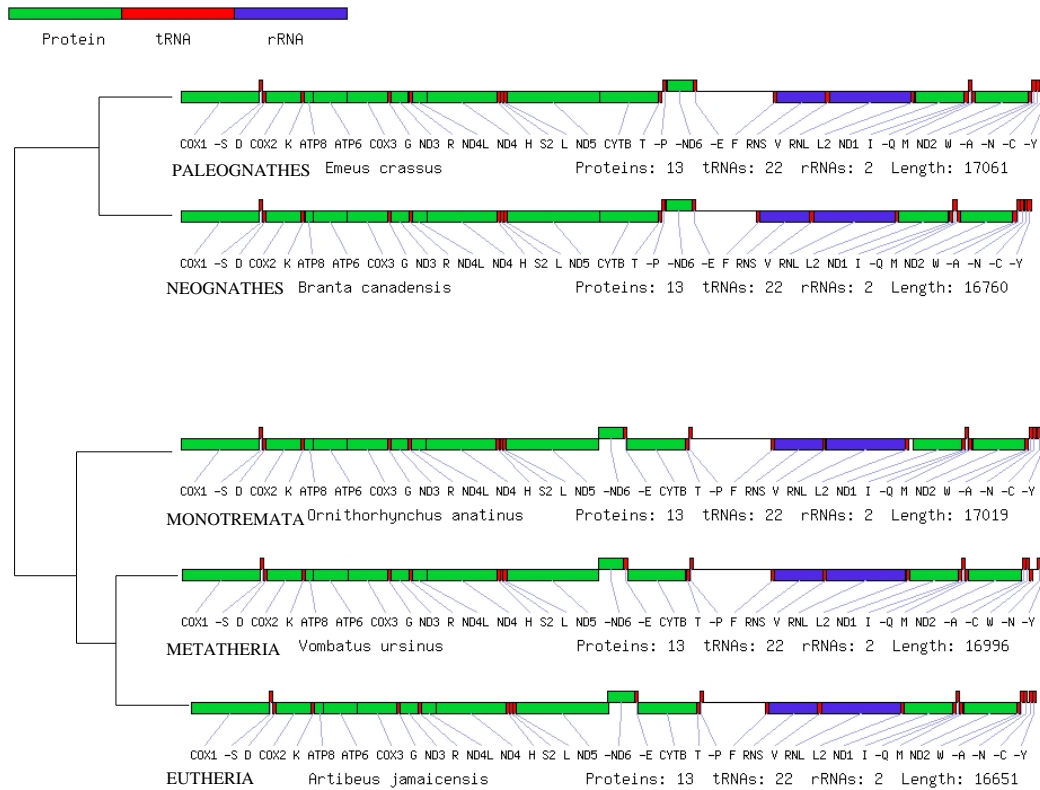 Protein tRNA rRNA
COX1 -S D COX2 K ATP8 ATP6 COX3 G ND3 R ND4L ND4 H S2 L ND5 CYTB T -P -ND6 -E F RNS V RNL L2 ND1 I -Q M ND2 W -A -N -C -Y
PALEOGNATHES Emeus crassus Proteins: 13 tRNAs: 22 rRNAs: 2 Length: 17061
COX1 -S D COX2 K ATP8 ATP6 COX3 G ND3 R ND4L ND4 H S2 L ND5 CYTB T -P -ND6 -E F RNS V RNL L2 ND1 I -Q M ND2 W -A -N -C -Y
NEOGNATHES Branta canadensis Proteins: 13 tRNAs: 22 rRNAs: 2 Length: 16760
COX1 -S D COX2 K ATP8 ATP6 COX3 G ND3 R ND4L ND4 H S2 L ND5 -ND6 -E CYTB T -P F RNS V RNL L2 ND1 I -Q M ND2 W -A -N -C -Y
MONOTREMATA Ornithorhynchus anatinus Proteins: 13 tRNAs: 22 rRNAs: 2 Length: 17019
COX1 -S D COX2 K ATP8 ATP6 COX3 G ND3 R ND4L ND4 H S2 L ND5 -ND6 -E CYTB T -P F RNS V RNL L2 ND1 I -Q M ND2 -A -C W -N -Y
METATHERIA Vombatus ursinus Proteins: 13 tRNAs: 22 rRNAs: 2 Length: 16996
COX1 -S D COX2 K ATP8 ATP6 COX3 G ND3 R ND4L ND4 H S2 L ND5 -ND6 -E CYTB T -P F RNS V RNL L2 ND1 I -Q M ND2 W -A -N -C -Y
EUTHERIA Artibeus jamaicensis Proteins: 13 tRNAs: 22 rRNAs: 2 Length: 16651